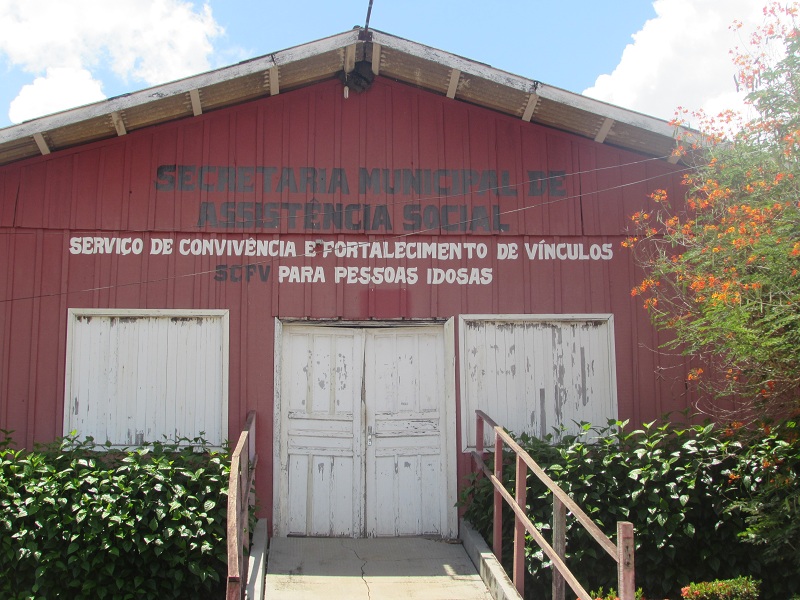 SECRETARIA MUNICIPAL DE
ASSISTÊNCIA SOCIAL
SERVIÇO DE CONVIVÊNCIA E FORTALECIMENTO DE VÍNCULOS
SCFV PARA PESSOAS IDOSAS